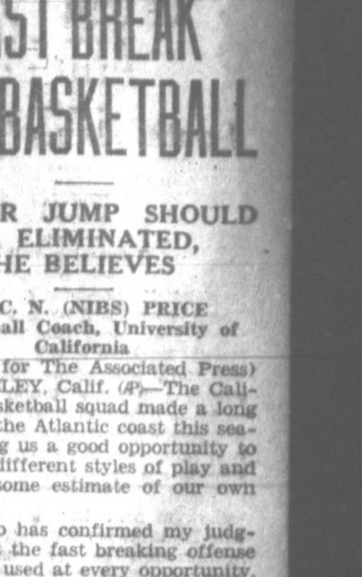 ST BREAK
BASKETBALL
R JUMP SHOULD
ELIMINATED,
HE BELIEVES
C. N. (NIBS) PRICE
all Coach, University of
California
for The Associated Press)
LEY, Calif. (AP)—The Cali-
sketball squad made a long
the Atlantic coast this sea-
g us a good opportunity to
different styles of play and
some estimate of our own
p has confirmed my judg-
t the fast breaking offense
used at every opportunity.